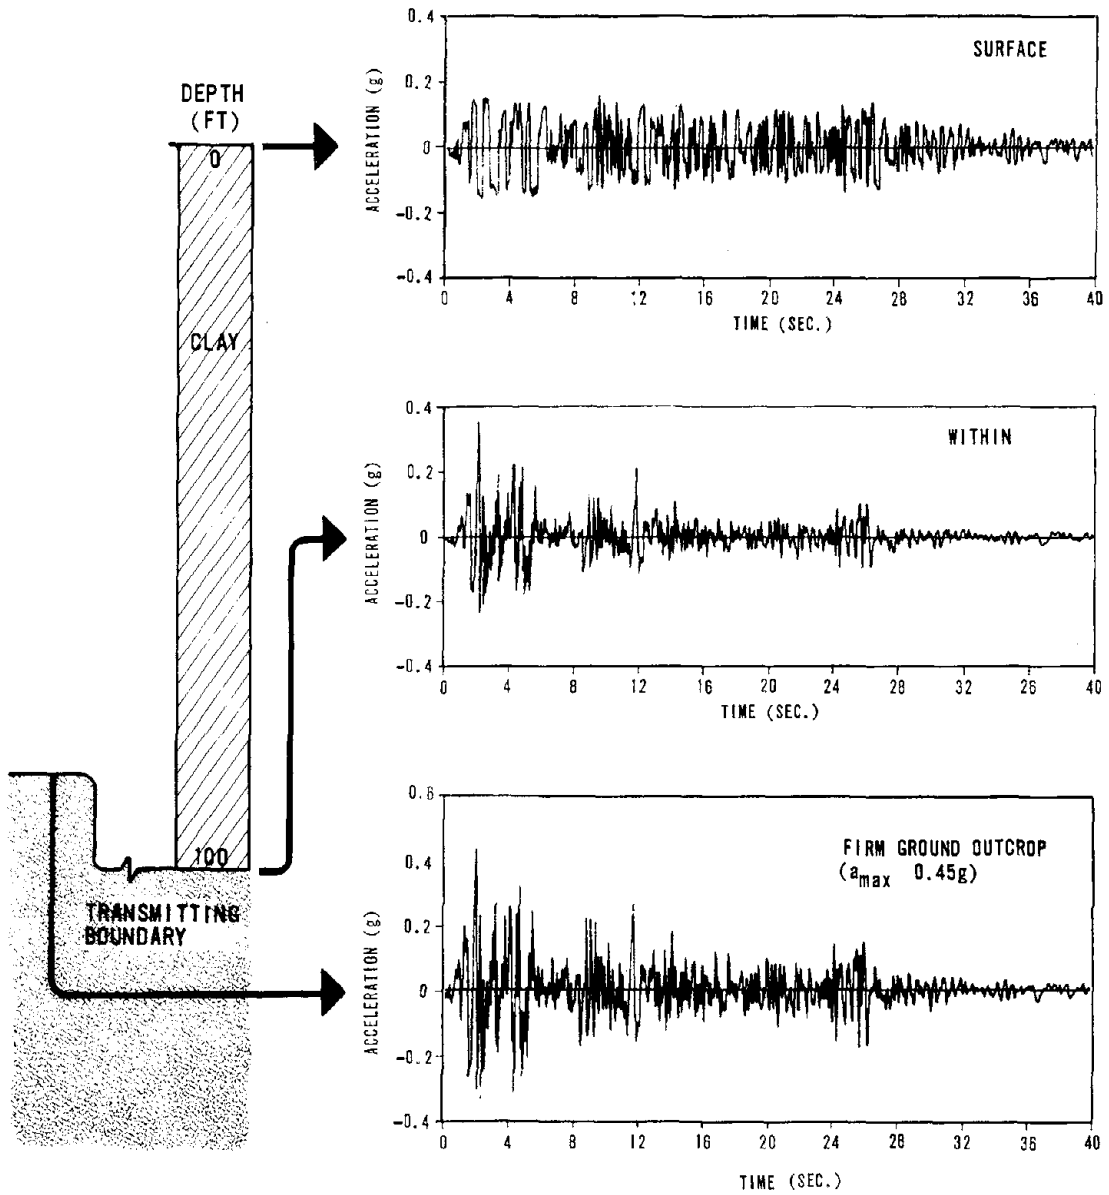 DEPTH
(FT)
0
CLAY
100
TRANSMITTING
BOUNDARY
SURFACE
ACCELERATION (g)
0.4
0.2
0
-0.2
-0.4
0 4 8 12 16 20 24 28 32 36 40
TIME (SEC.)
WITHIN
ACCELERATION (g)
0.4
0.2
0
-0.2
-0.4
0 4 8 12 16 20 24 28 32 36 40
TIME (SEC.)
FIRM GROUND OUTCROP
(amax 0.45g)
ACCELERATION (g)
0.6
0.4
0.2
0
-0.2
-0.4
0 4 8 12 16 20 24 28 32 36 40
TIME (SEC.)